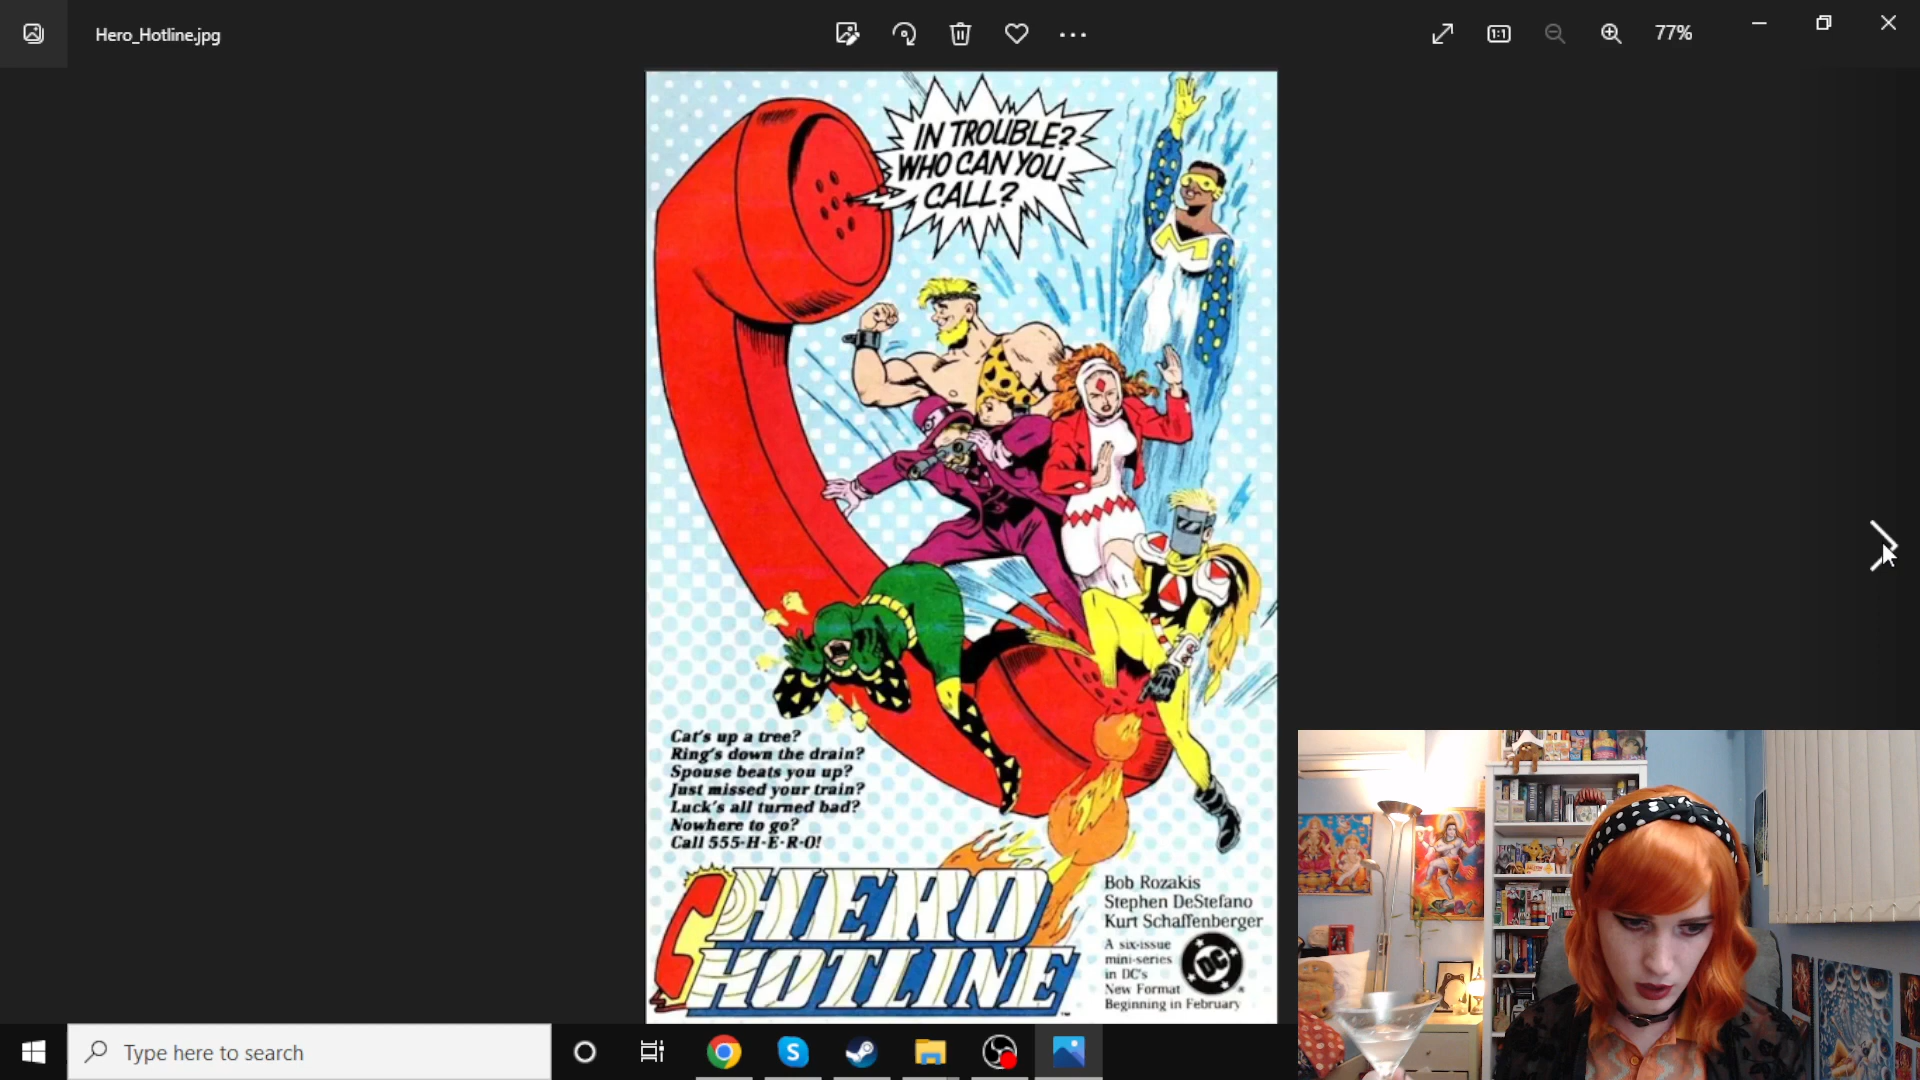 Hero_Hotline.jpg
77%
IN TROUBLE?
WHO CAN YOU
CALL?
M
Cat's up a tree?
Ring's down the drain?
Spouse beats you up?
Just missed your train?
Luck's all turned bad?
Nowhere to go?
Call 555-H-E-R-O!
HERO
HOTLINE
Bob Rozakis
Stephen DeStefano
Kurt Schaffenberger
A six-issue
mini-series
in DC's
New Format
Beginning in February
DC
Type here to search